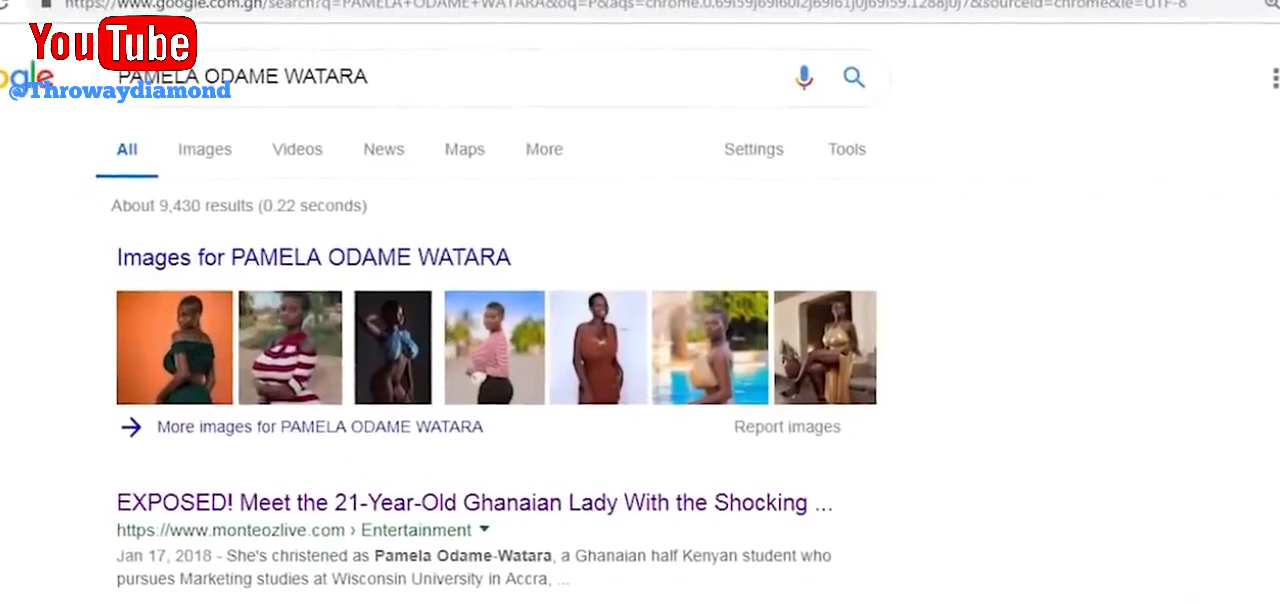 https://www.google.com.gh/search?q=PAMELA+ODAME+WATARA&oq=P&aqs=chrome.0.69i59j69i60l2j69i61j0j69i59.1288j0j7&sourceid=chrome&ie=UTF-8
YouTube
ogle PAMELA ODAME WATARA
@Throwaydiamond
All Images Videos News Maps More Settings Tools
About 9,430 results (0.22 seconds)
Images for PAMELA ODAME WATARA
More images for PAMELA ODAME WATARA Report images
EXPOSED! Meet the 21-Year-Old Ghanaian Lady With the Shocking ...
https://www.monteozlive.com › Entertainment
Jan 17, 2018 - She's christened as Pamela Odame-Watara, a Ghanaian half Kenyan student who
pursues Marketing studies at Wisconsin University in Accra, ...